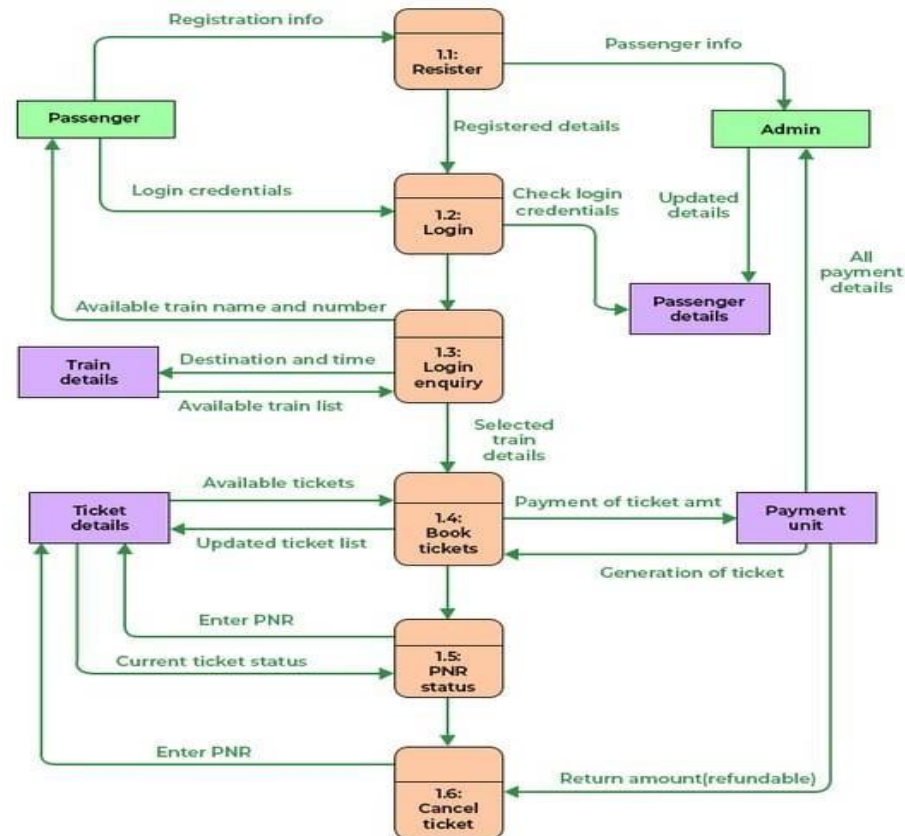 Registration info
1.1:
Resister
Passenger info
Passenger
Admin
Registered details
Login credentials
1.2:
Login
Check login
credentials
Updated
details
All
payment
details
Available train name and number
Passenger
details
1.3:
Login
enquiry
Train
details
Destination and time
Available train list
Selected
train
details
Available tickets
Ticket
details
Updated ticket list
1.4:
Book
tickets
Payment of ticket amt
Payment
unit
Generation of ticket
Enter PNR
Current ticket status
1.5:
PNR
status
Enter PNR
1.6:
Cancel
ticket
Return amount(refundable)